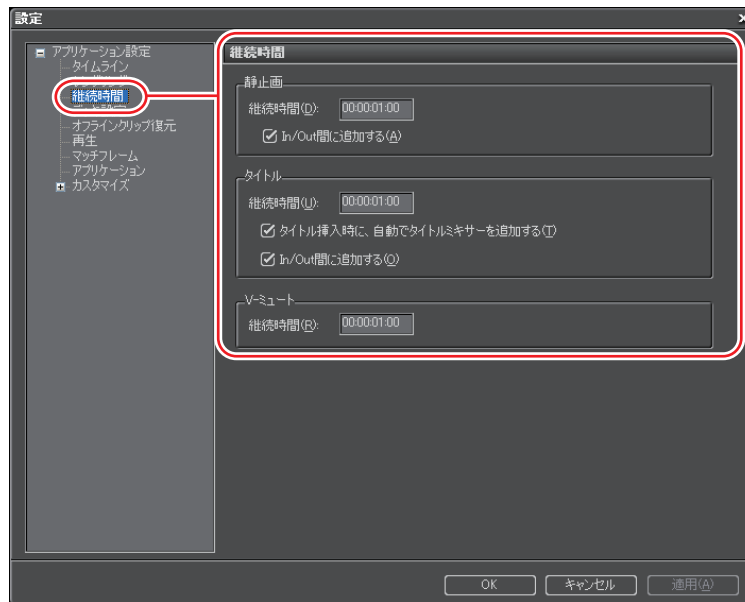 設定
アプリケーション設定
タイムライン
継続時間
オフラインクリップ復元
再生
マッチフレーム
アプリケーション
カスタマイズ
継続時間
静止画
継続時間(D): 00:00:01:00
In/Out間に追加する(A)
タイトル
継続時間(U): 00:00:01:00
タイトル挿入時に、自動でタイトルミキサーを追加する(T)
In/Out間に追加する(O)
V-ミュート
継続時間(R): 00:00:01:00
OK キャンセル 適用(A)